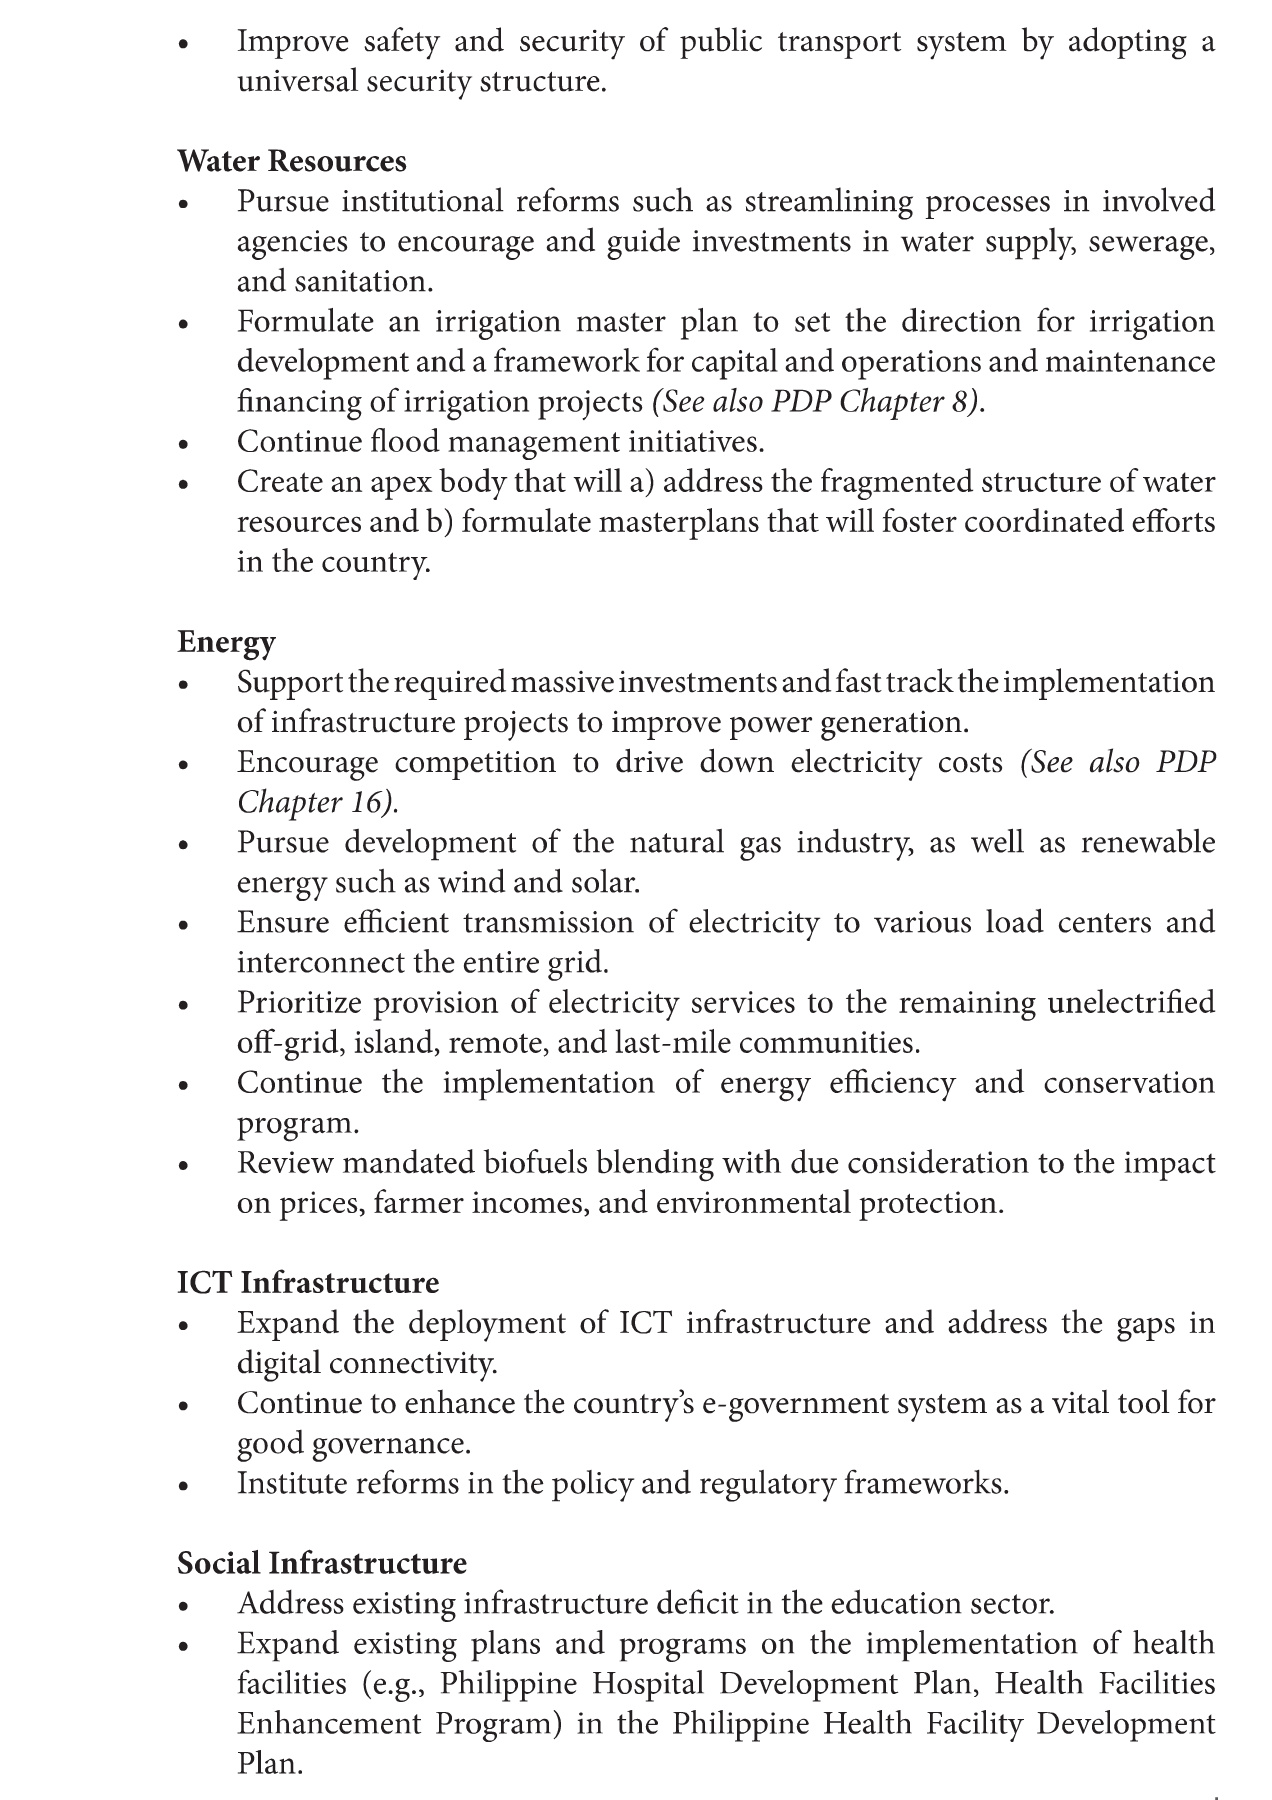 • Improve safety and security of public transport system by adopting a
universal security structure.
Water Resources
• Pursue institutional reforms such as streamlining processes in involved
agencies to encourage and guide investments in water supply, sewerage,
and sanitation.
• Formulate an irrigation master plan to set the direction for irrigation
development and a framework for capital and operations and maintenance
financing of irrigation projects (See also PDP Chapter 8).
• Continue flood management initiatives.
• Create an apex body that will a) address the fragmented structure of water
resources and b) formulate masterplans that will foster coordinated efforts
in the country.
Energy
• Support the required massive investments and fast track the implementation
of infrastructure projects to improve power generation.
• Encourage competition to drive down electricity costs (See also PDP
Chapter 16).
• Pursue development of the natural gas industry, as well as renewable
energy such as wind and solar.
• Ensure efficient transmission of electricity to various load centers and
interconnect the entire grid.
• Prioritize provision of electricity services to the remaining unelectrified
off-grid, island, remote, and last-mile communities.
• Continue the implementation of energy efficiency and conservation
program.
• Review mandated biofuels blending with due consideration to the impact
on prices, farmer incomes, and environmental protection.
ICT Infrastructure
• Expand the deployment of ICT infrastructure and address the gaps in
digital connectivity.
• Continue to enhance the country’s e-government system as a vital tool for
good governance.
• Institute reforms in the policy and regulatory frameworks.
Social Infrastructure
• Address existing infrastructure deficit in the education sector.
• Expand existing plans and programs on the implementation of health
facilities (e.g., Philippine Hospital Development Plan, Health Facilities
Enhancement Program) in the Philippine Health Facility Development
Plan.